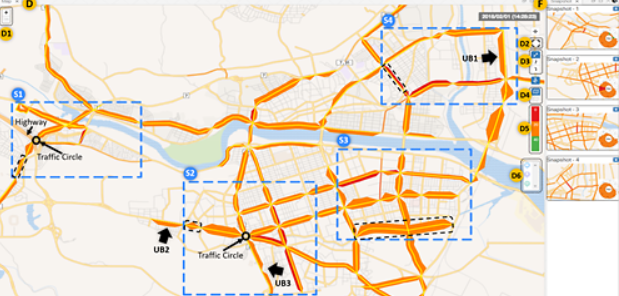 D
F
D1
S4
2016/02/01 (14:05:23)
Snapshot - 1
UB1
D2
D3
Snapshot - 2
S1
D4
Highway
Snapshot - 3
D5
S3
Traffic Circle
Snapshot - 4
S2
D6
UB2
Traffic Circle
UB3